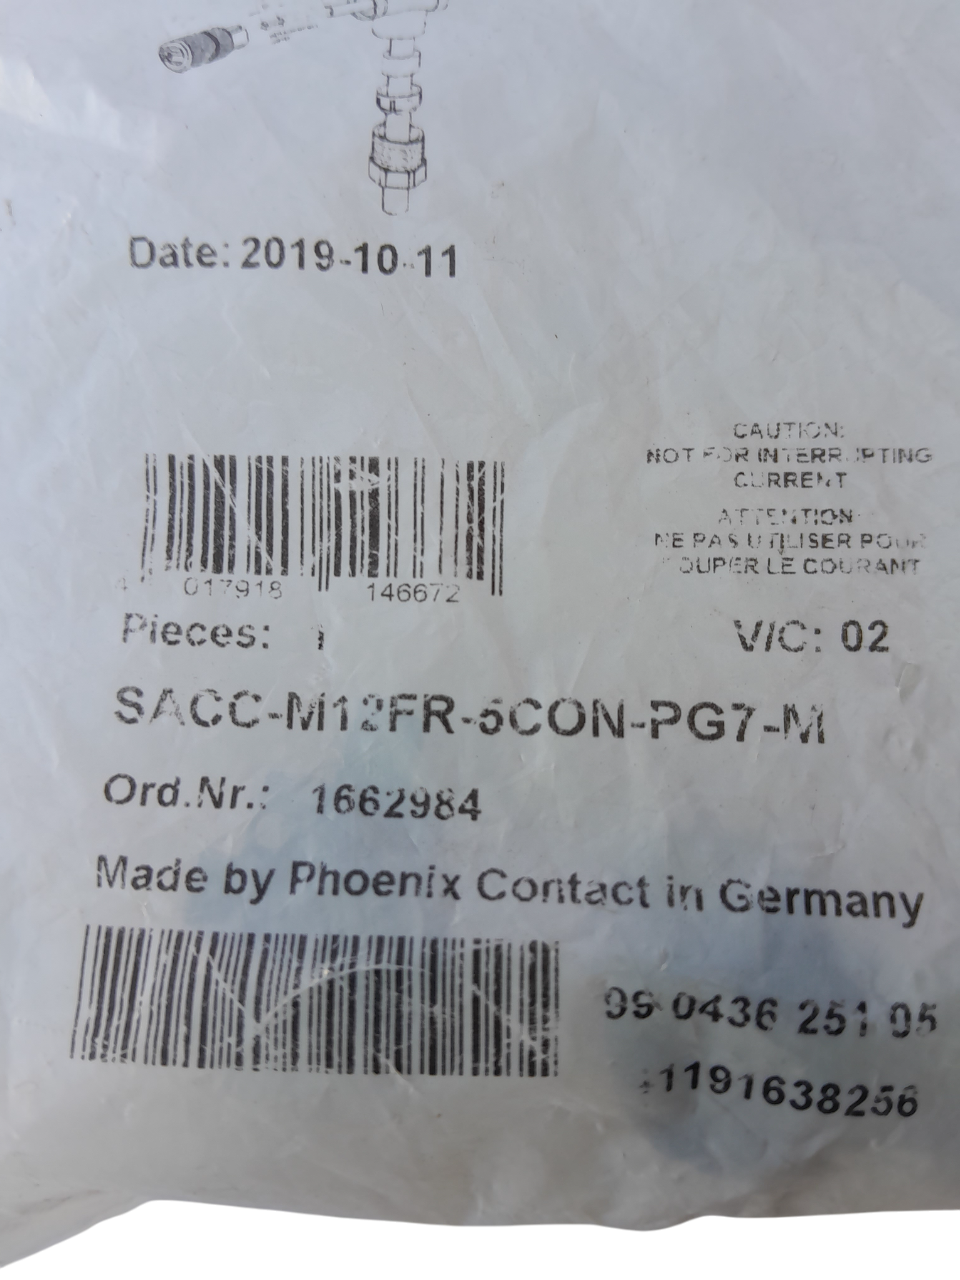 Date: 2019-10-11
CAUTION:
NOT FOR INTERRUPTING
CURRENT
ATTENTION
NE PAS UTILISER POUR
COUPER LE COURANT
4 017918 146672
Pieces: 1
V/C: 02
SACC-M12FR-5CON-PG7-M
Ord.Nr.: 1662984
Made by Phoenix Contact in Germany
99 0436 251 05
1191638256